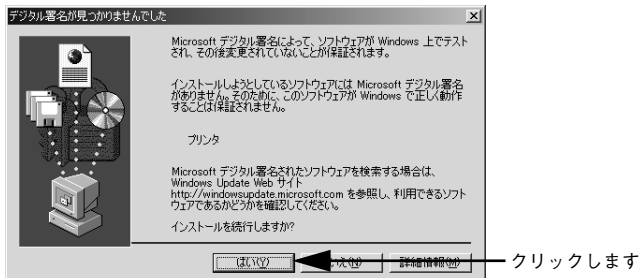 デジタル署名が見つかりませんでした
Microsoft デジタル署名によって、ソフトウェアが Windows 上でテスト
され、その後変更されていないことが保証されます。
インストールしようとしているソフトウェアには Microsoft デジタル署名
がありません。そのために、このソフトウェアが Windows で正しく動作
することは保証されません。
プリンタ
Microsoft デジタル署名されたソフトウェアを検索する場合は、
Windows Update Web サイト
http://windowsupdate.microsoft.com を参照し、利用できるソフト
ウェアであるかどうかを確認してください。
インストールを続行しますか?
はい(Y)
いえ(N)
詳細情報(M)
クリックします